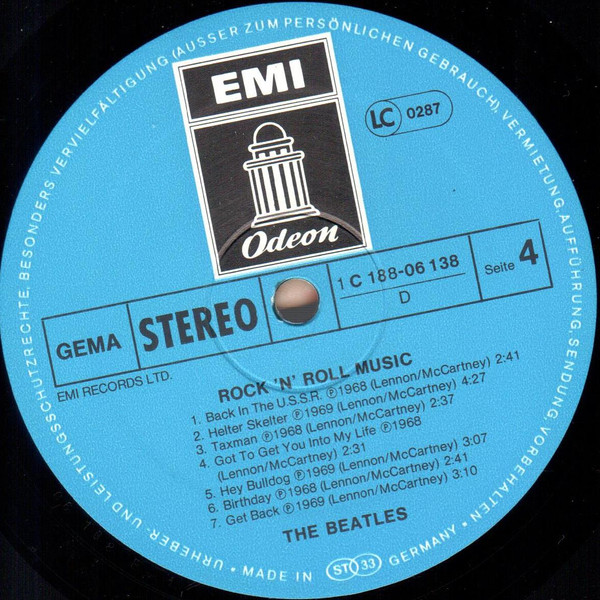 EMI
Odeon
LC 0287
GEMA
STEREO
1 C 188-06 138
D
Seite 4
EMI RECORDS LTD.
ROCK 'N' ROLL MUSIC
1. Back In The U.S.S.R. ℗1968 (Lennon/McCartney) 2:41
2. Helter Skelter ℗1969 (Lennon/McCartney) 4:27
3. Taxman ℗1968 (Lennon/McCartney) 2:37
4. Got To Get You Into My Life ℗1968
(Lennon/McCartney) 2:31
5. Hey Bulldog ℗1969 (Lennon/McCartney) 3:07
6. Birthday ℗1968 (Lennon/McCartney) 2:41
7. Get Back ℗1969 (Lennon/McCartney) 3:10
THE BEATLES
URHEBER- UND LEISTUNGSSCHUTZRECHTE, BESONDERS VERVIELFÄLTIGUNG (AUSSER ZUM PERSÖNLICHEN GEBRAUCH), VERMIETUNG, AUFFÜHRUNG, SENDUNG, VORBEHALTEN • MADE IN ST 33 GERMANY •